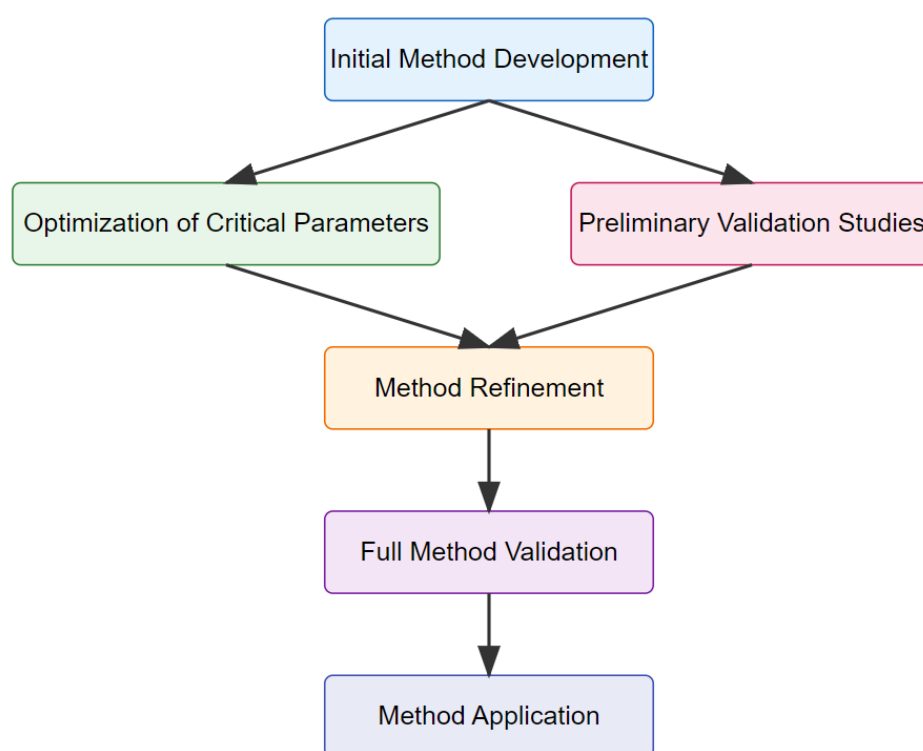 Initial Method Development
Optimization of Critical Parameters
Preliminary Validation Studies
Method Refinement
Full Method Validation
Method Application